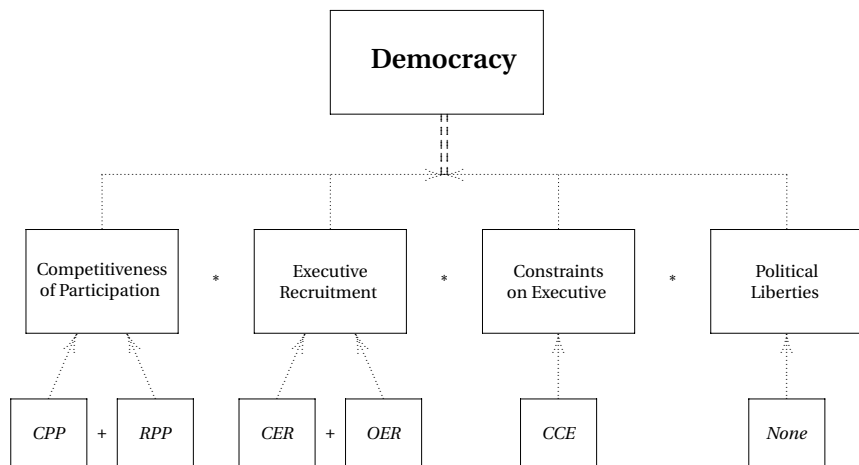 Democracy
Competitiveness
of Participation
*
Executive
Recruitment
*
Constraints
on Executive
*
Political
Liberties
CPP
+
RPP
CER
+
OER
CCE
None